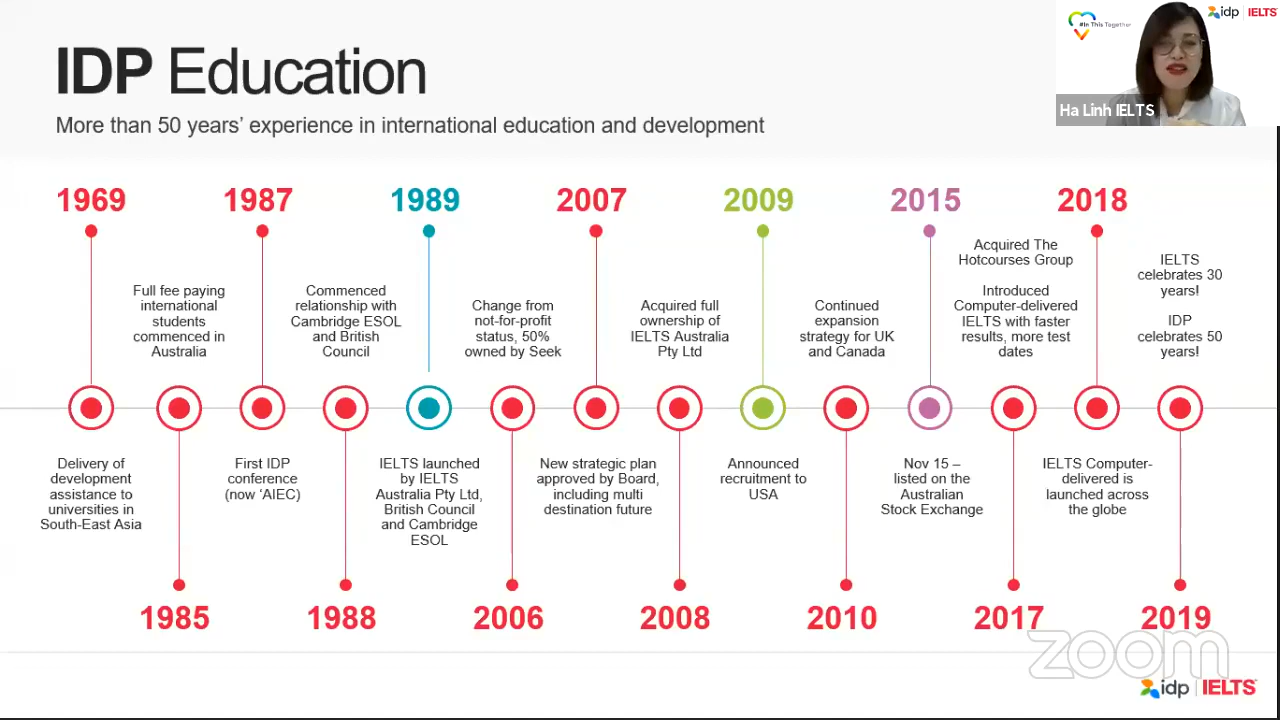 IDP Education
More than 50 years’ experience in international education and development
#In This Together
idp | IELTS
Ha Linh IELTS
1969
1987
1989
2007
2009
2015
2018
Full fee paying
international
students
commenced in
Australia
Commenced
relationship with
Cambridge ESOL
and British
Council
Change from
not-for-profit
status, 50%
owned by Seek
Acquired full
ownership of
IELTS Australia
Pty Ltd
Continued
expansion
strategy for UK
and Canada
Acquired The
Hotcourses Group
Introduced
Computer-delivered
IELTS with faster
results, more test
dates
IELTS
celebrates 30
years!
IDP
celebrates 50
years!
Delivery of
development
assistance to
universities in
South-East Asia
First IDP
conference
(now ‘AIEC)
IELTS launched
by IELTS
Australia Pty Ltd,
British Council
and Cambridge
ESOL
New strategic plan
approved by Board,
including multi
destination future
Announced
recruitment to
USA
Nov 15 –
listed on the
Australian
Stock Exchange
IELTS Computer-
delivered is
launched across
the globe
1985
1988
2006
2008
2010
2017
2019
zoom
idp | IELTS